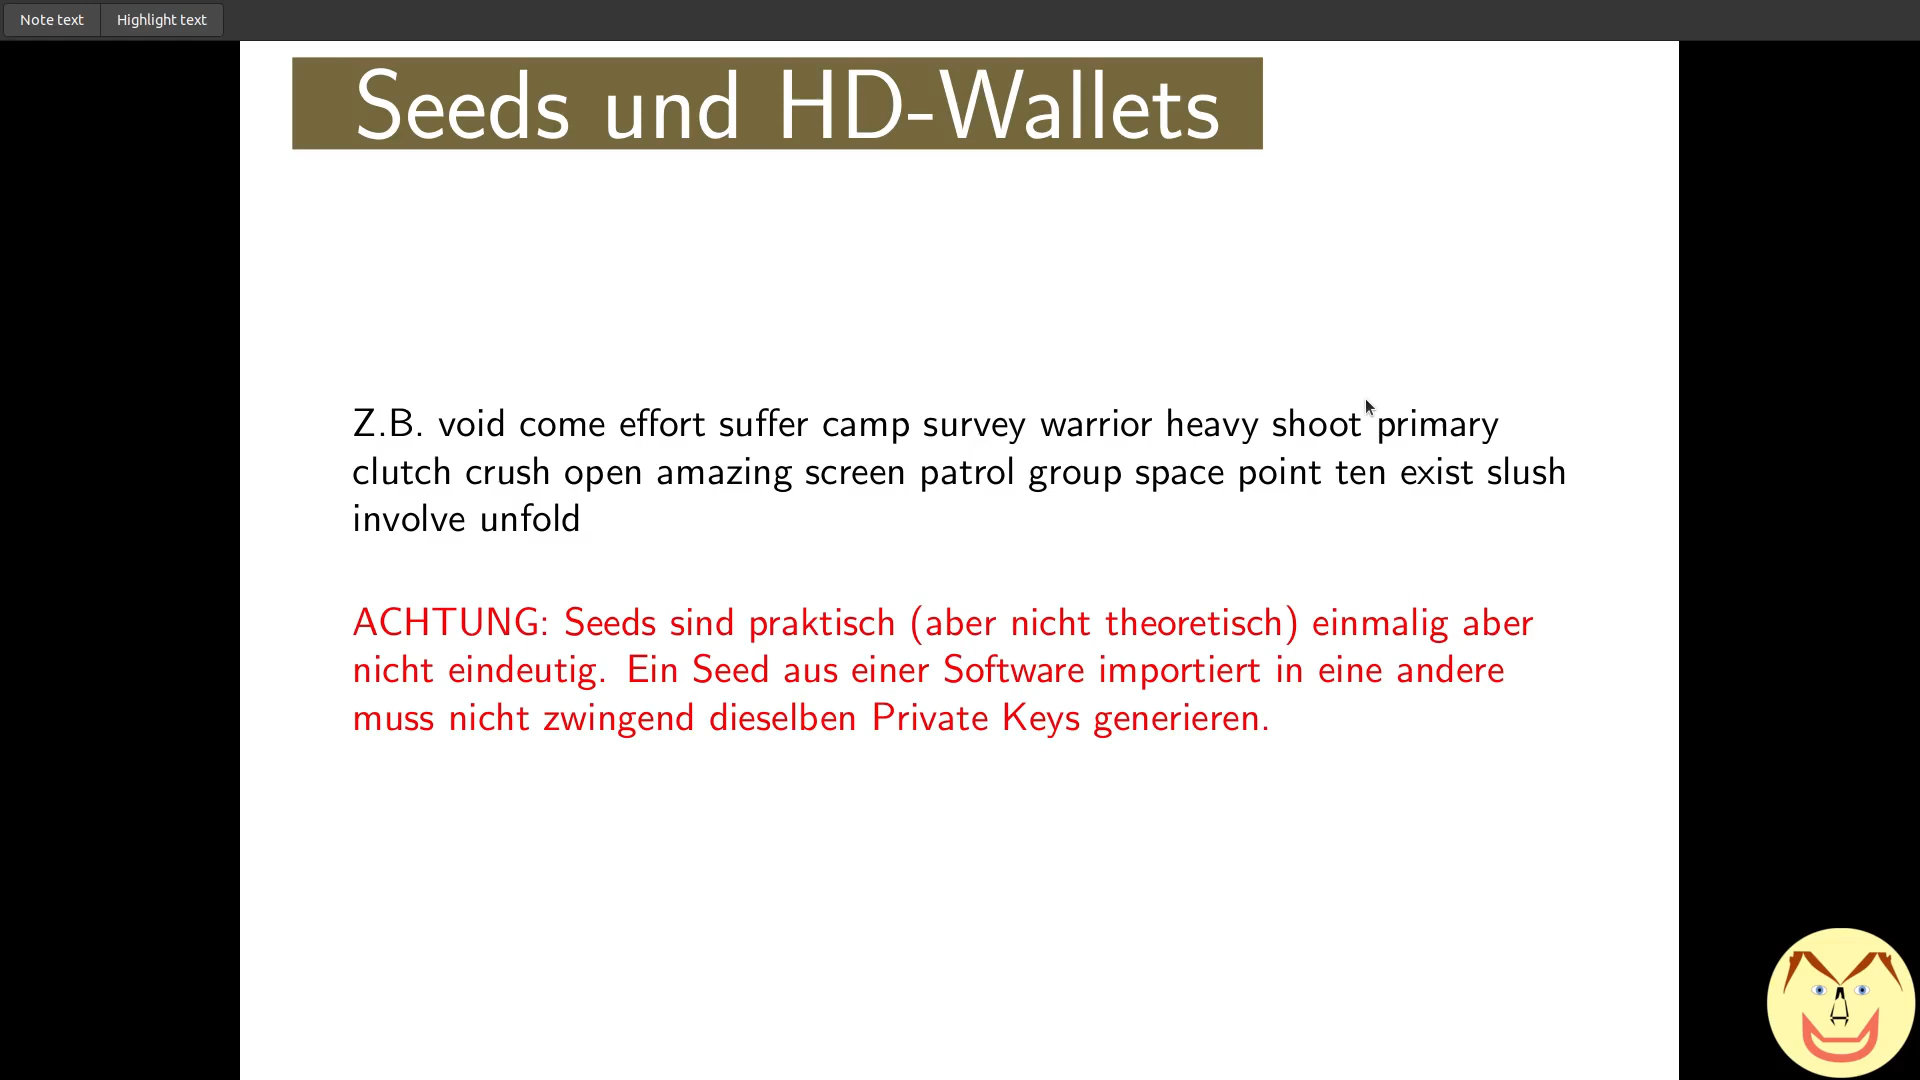 Note text
Highlight text
Seeds und HD-Wallets
Z.B. void come effort suffer camp survey warrior heavy shoot primary
clutch crush open amazing screen patrol group space point ten exist slush
involve unfold
ACHTUNG: Seeds sind praktisch (aber nicht theoretisch) einmalig aber
nicht eindeutig. Ein Seed aus einer Software importiert in eine andere
muss nicht zwingend dieselben Private Keys generieren.